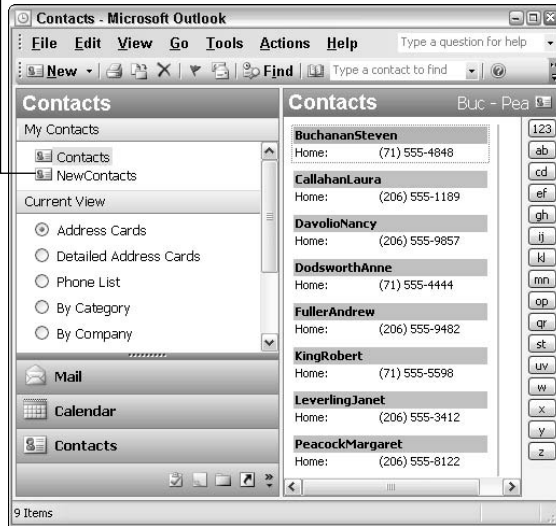 Contacts - Microsoft Outlook
File Edit View Go Tools Actions Help Type a question for help
New Find Type a contact to find
Contacts
My Contacts
Contacts
NewContacts
Current View
Address Cards
Detailed Address Cards
Phone List
By Category
By Company
Mail
Calendar
Contacts
Contacts Buc - Pea
BuchananSteven
Home: (71) 555-4848
CallahanLaura
Home: (206) 555-1189
DavolioNancy
Home: (206) 555-9857
DodsworthAnne
Home: (71) 555-4444
FullerAndrew
Home: (206) 555-9482
KingRobert
Home: (71) 555-5598
LeverlingJanet
Home: (206) 555-3412
PeacockMargaret
Home: (206) 555-8122
123
ab
cd
ef
gh
ij
kl
mn
op
qr
st
uv
w
x
y
z
9 Items